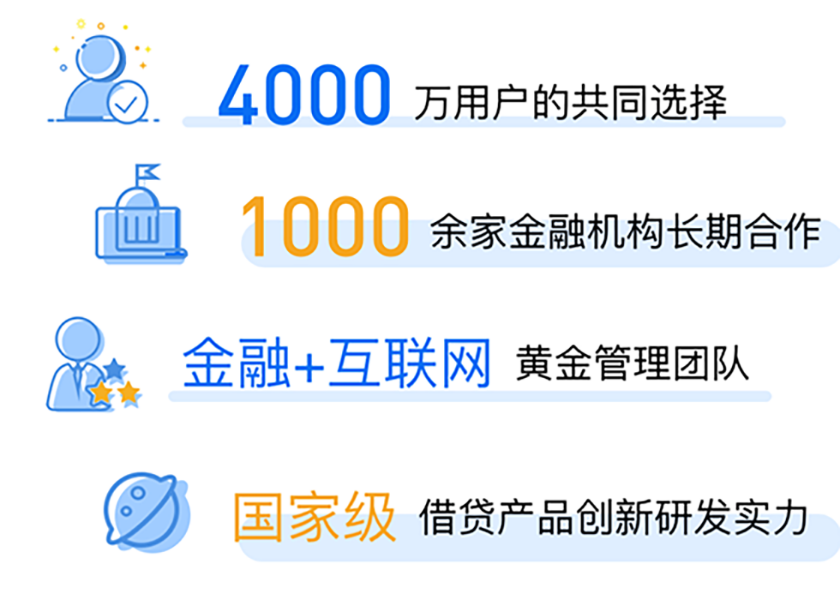 4000 万用户的共同选择
1000 余家金融机构长期合作
金融+互联网 黄金管理团队
国家级 借贷产品创新研发实力